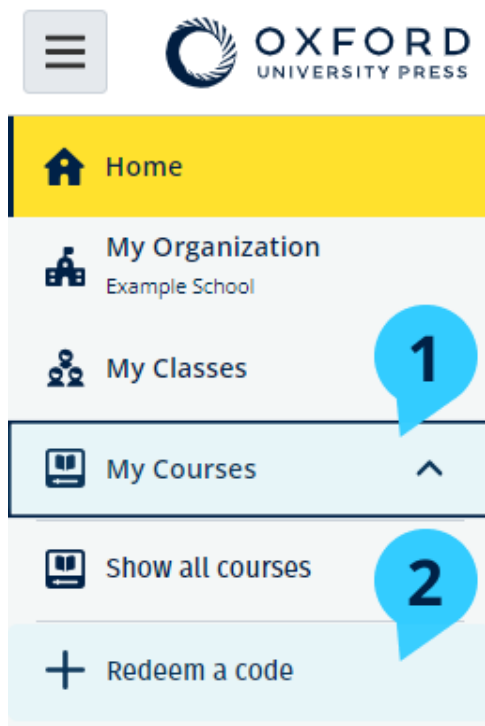 OXFORD
UNIVERSITY PRESS
Home
My Organization
Example School
My Classes
1
My Courses
Show all courses
2
Redeem a code